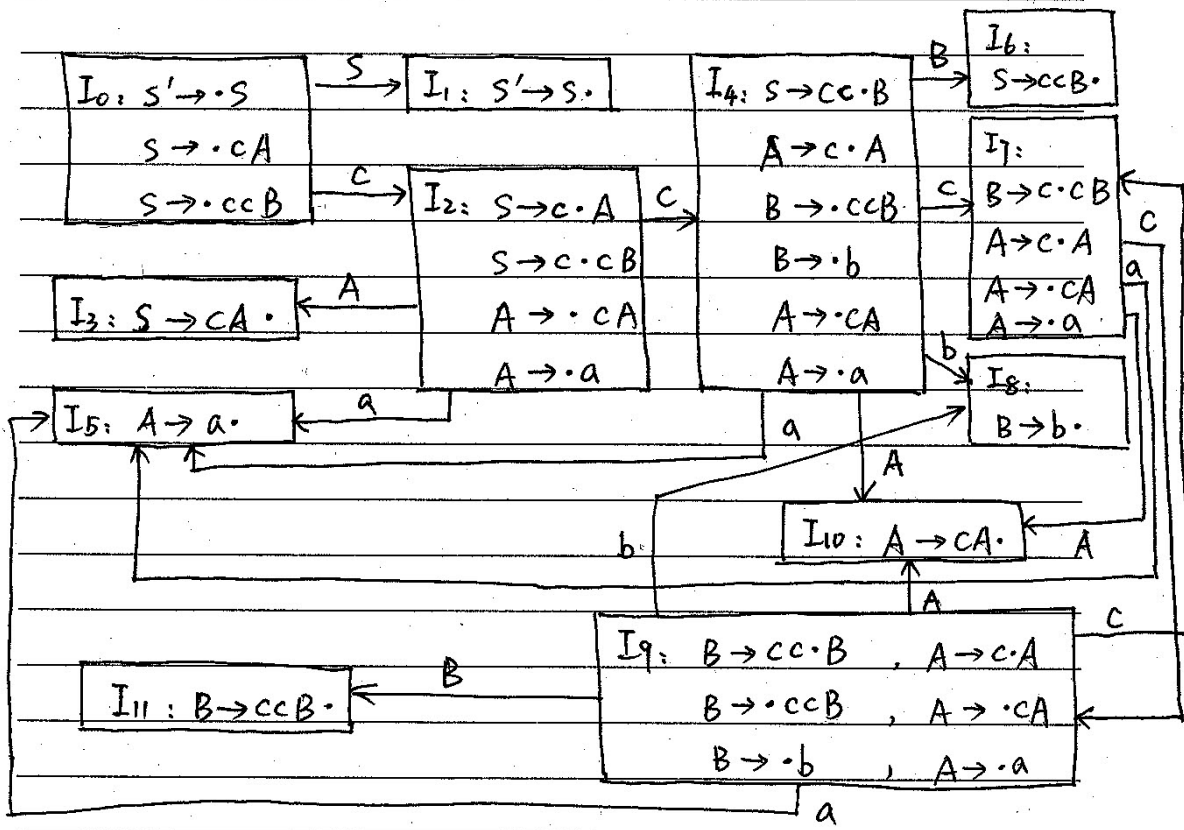 I0: S'→·S
S→·cA
S→·ccB
S
I1: S'→S·
c
I2: S→c·A
S→c·cB
A→·cA
A→·a
A
I3: S→cA·
c
I4: S→cc·B
A→c·A
B→·ccB
B→·b
A→·cA
A→·a
a
I5: A→a·
B
I6:
S→ccB·
c
I7:
B→c·cB
A→c·A
A→·cA
A→·a
c
a
b
I8:
B→b·
a
A
I10: A→cA·
A
b
A
c
I9: B→cc·B , A→c·A
B→·ccB , A→·cA
B→·b , A→·a
B
I11: B→ccB·
a